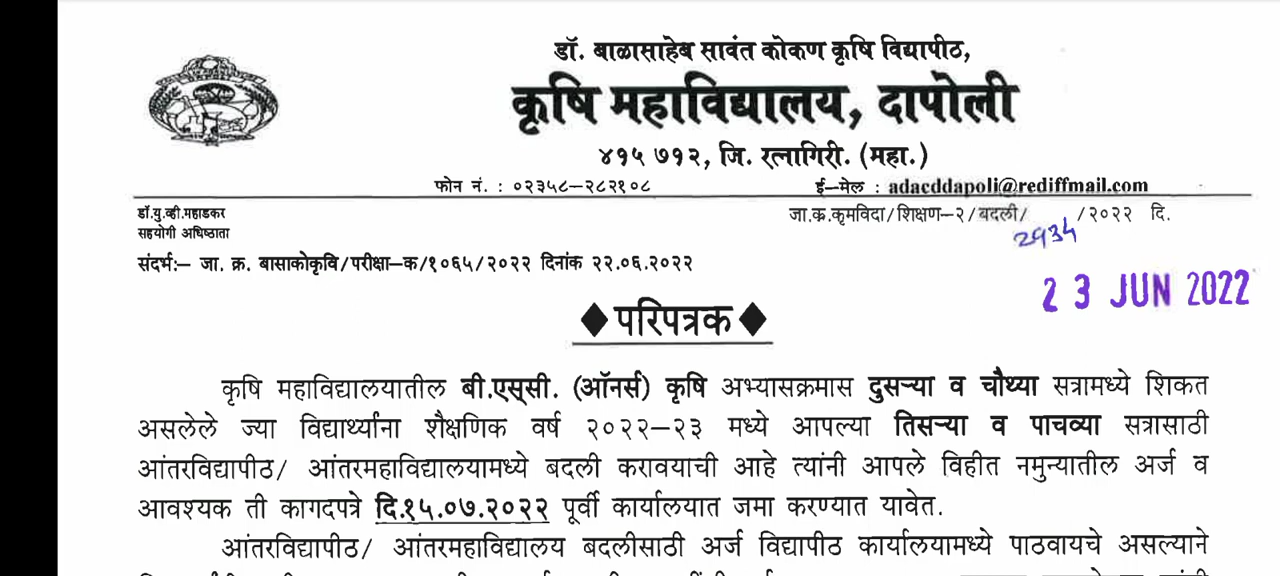 डॉ. बाळासाहेब सावंत कोकण कृषि विद्यापीठ,
कृषि महाविद्यालय, दापोली
४१५ ७१२, जि. रत्नागिरी. (महा.)
फोन नं. : ०२३५८–२८२१०८ ई–मेल : adacddapoli@rediffmail.com
डॉ.यु.व्ही.महाडकर
जा.क्र.कृमविदा/शिक्षण–२/बदली/ /२०२२ दि.
सहयोगी अधिष्ठाता
2934
संदर्भ:– जा. क्र. बासाकोकृवि/परीक्षा–क/१०६५/२०२२ दिनांक २२.०६.२०२२
23 JUN 2022
◆परिपत्रक◆
कृषि महाविद्यालयातील बी.एस्‌सी. (ऑनर्स) कृषि अभ्यासक्रमास दुसऱ्या व चौथ्या सत्रामध्ये शिकत
असलेले ज्या विद्यार्थ्यांना शैक्षणिक वर्ष २०२२–२३ मध्ये आपल्या तिसऱ्या व पाचव्या सत्रासाठी
आंतरविद्यापीठ/ आंतरमहाविद्यालयामध्ये बदली करावयाची आहे त्यांनी आपले विहीत नमुन्यातील अर्ज व
आवश्यक ती कागदपत्रे दि.१५.०७.२०२२ पूर्वी कार्यालयात जमा करण्यात यावेत.
आंतरविद्यापीठ/ आंतरमहाविद्यालय बदलीसाठी अर्ज विद्यापीठ कार्यालयामध्ये पाठवायचे असल्याने